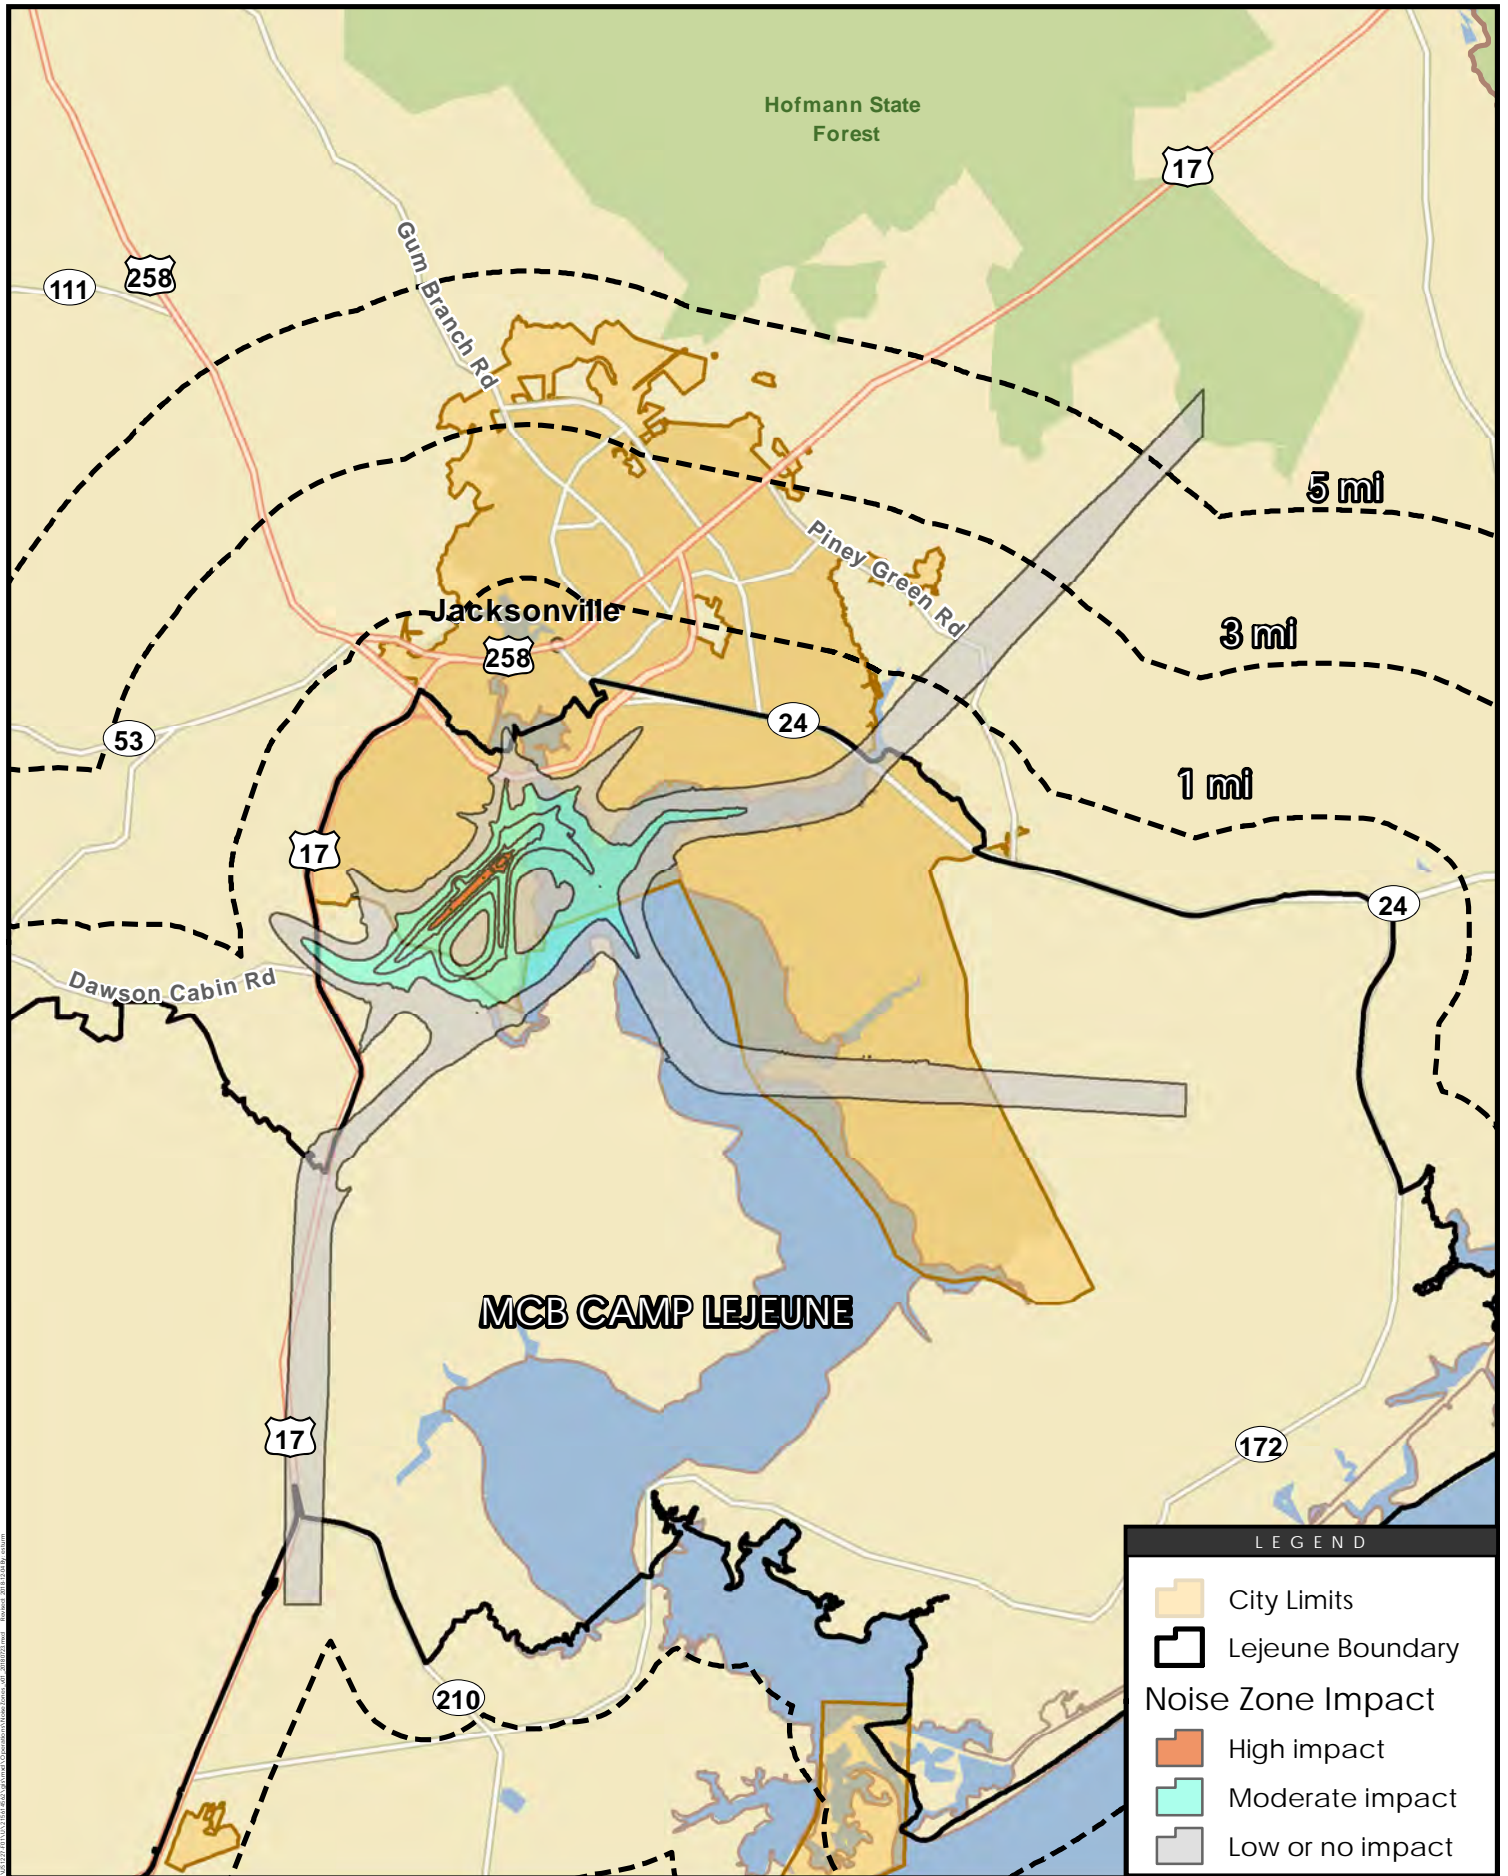 Hofmann State
Forest
17
258
111
Gum Branch Rd
5 mi
Piney Green Rd
Jacksonville
3 mi
258
24
53
1 mi
17
24
Dawson Cabin Rd
MCB CAMP LEJEUNE
17
172
LEGEND
City Limits
Lejeune Boundary
210
Noise Zone Impact
High impact
Moderate impact
Low or no impact